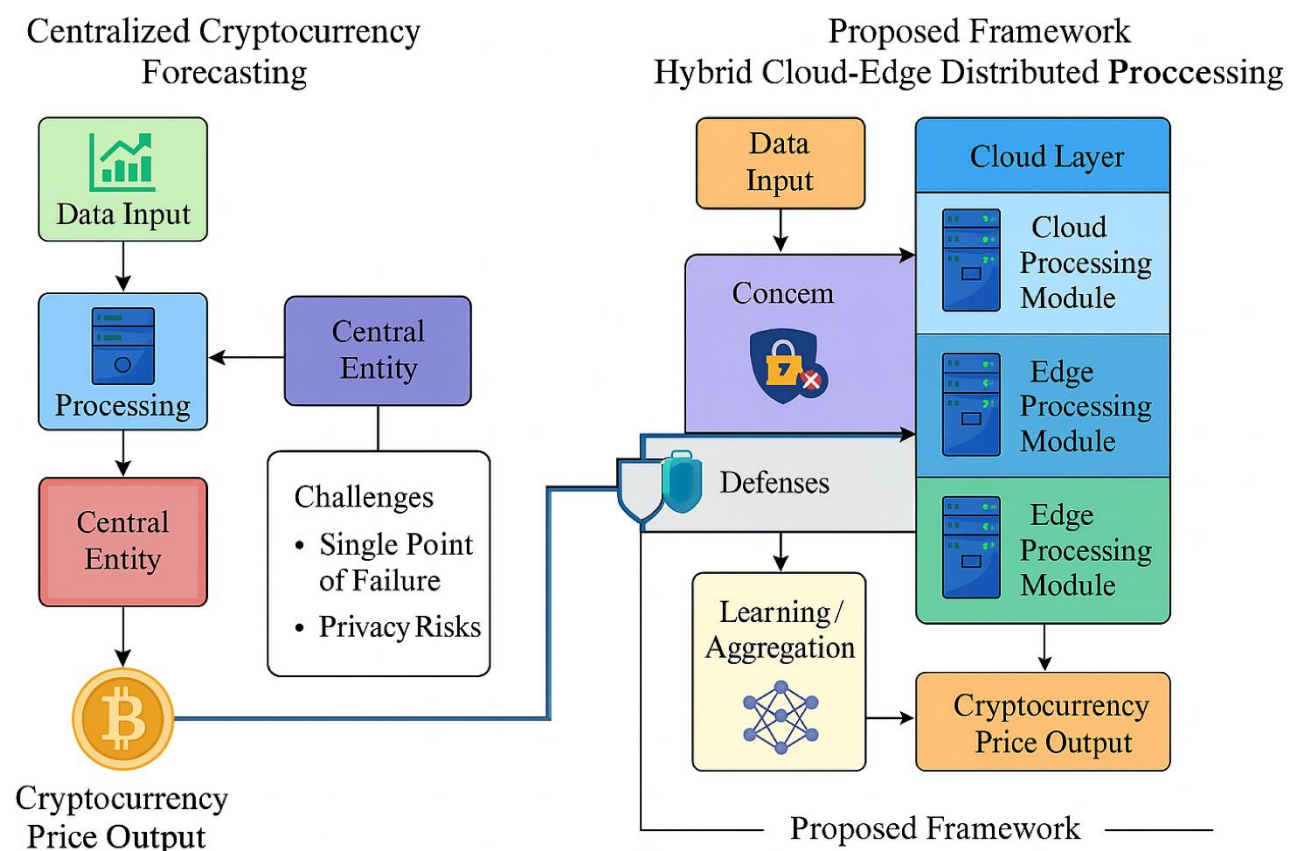 Centralized Cryptocurrency
Forecasting
Data Input
Processing
Central
Entity
Central
Entity
Challenges
• Single Point
of Failure
• Privacy Risks
Cryptocurrency
Price Output
Proposed Framework
Hybrid Cloud-Edge Distributed Proccessing
Data
Input
Concem
Defenses
Learning/
Aggregation
Cloud Layer
Cloud
Processing
Module
Edge
Processing
Module
Edge
Processing
Module
Cryptocurrency
Price Output
Proposed Framework